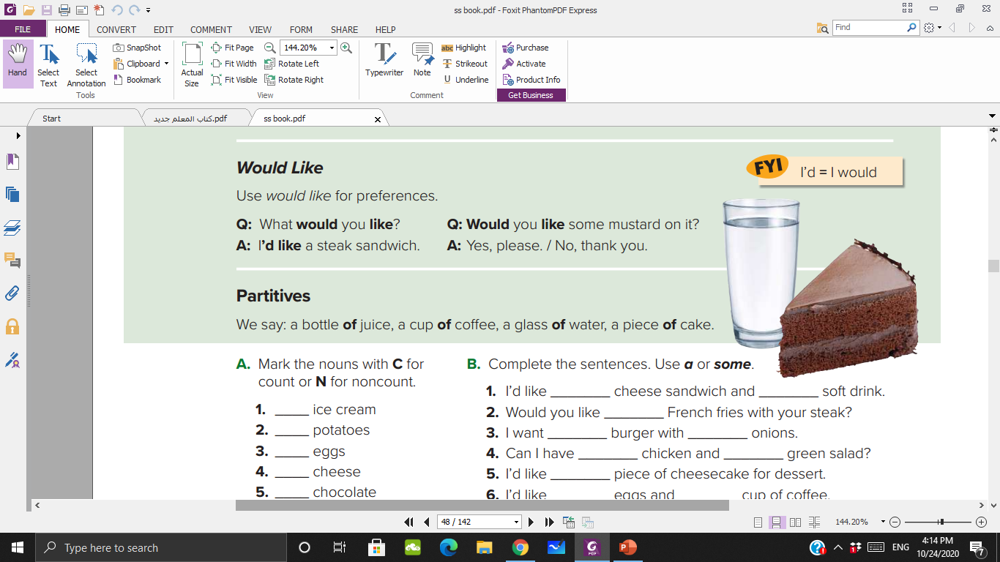 ss book.pdf - Foxit PhantomPDF Express
FILE HOME CONVERT EDIT COMMENT VIEW FORM SHARE HELP
Find
Hand
Select Text
Select Annotation
SnapShot
Clipboard
Bookmark
Tools
Actual Size
Fit Page
Fit Width
Fit Visible
144.20%
Rotate Left
Rotate Right
View
Typewriter
Note
Highlight
Strikeout
Underline
Comment
Purchase
Activate
Product Info
Get Business
Start
كتاب المعلم جديد.pdf
ss book.pdf
Would Like
FYI I'd = I would
Use would like for preferences.
Q: What would you like?
A: I'd like a steak sandwich.
Q: Would you like some mustard on it?
A: Yes, please. / No, thank you.
Partitives
We say: a bottle of juice, a cup of coffee, a glass of water, a piece of cake.
A. Mark the nouns with C for
count or N for noncount.
1. _____ ice cream
2. _____ potatoes
3. _____ eggs
4. _____ cheese
5. _____ chocolate
B. Complete the sentences. Use a or some.
1. I'd like ________ cheese sandwich and ________ soft drink.
2. Would you like ________ French fries with your steak?
3. I want ________ burger with ________ onions.
4. Can I have ________ chicken and ________ green salad?
5. I'd like ________ piece of cheesecake for dessert.
6. I'd like ________ eggs and ________ cup of coffee.
48 / 142
144.20%
Type here to search
ENG
4:14 PM
10/24/2020
7